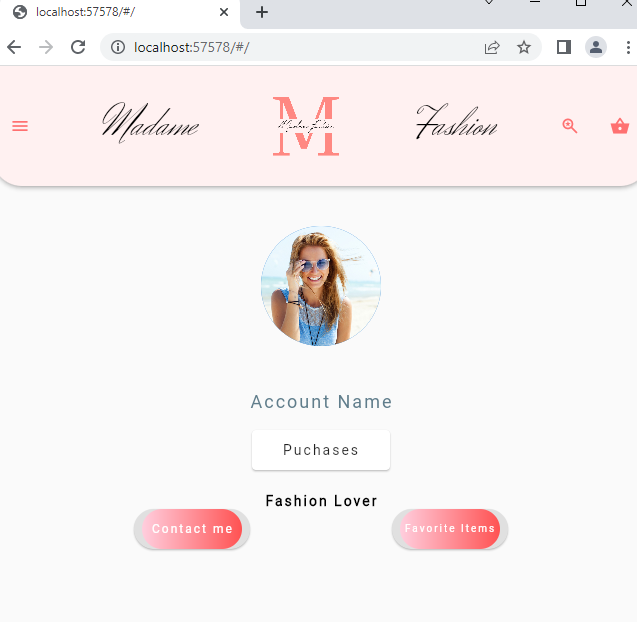 localhost:57578/#/
localhost:57578/#/
Madame
M
Madame Fashion
Fashion
Account Name
Puchases
Fashion Lover
Contact me
Favorite Items